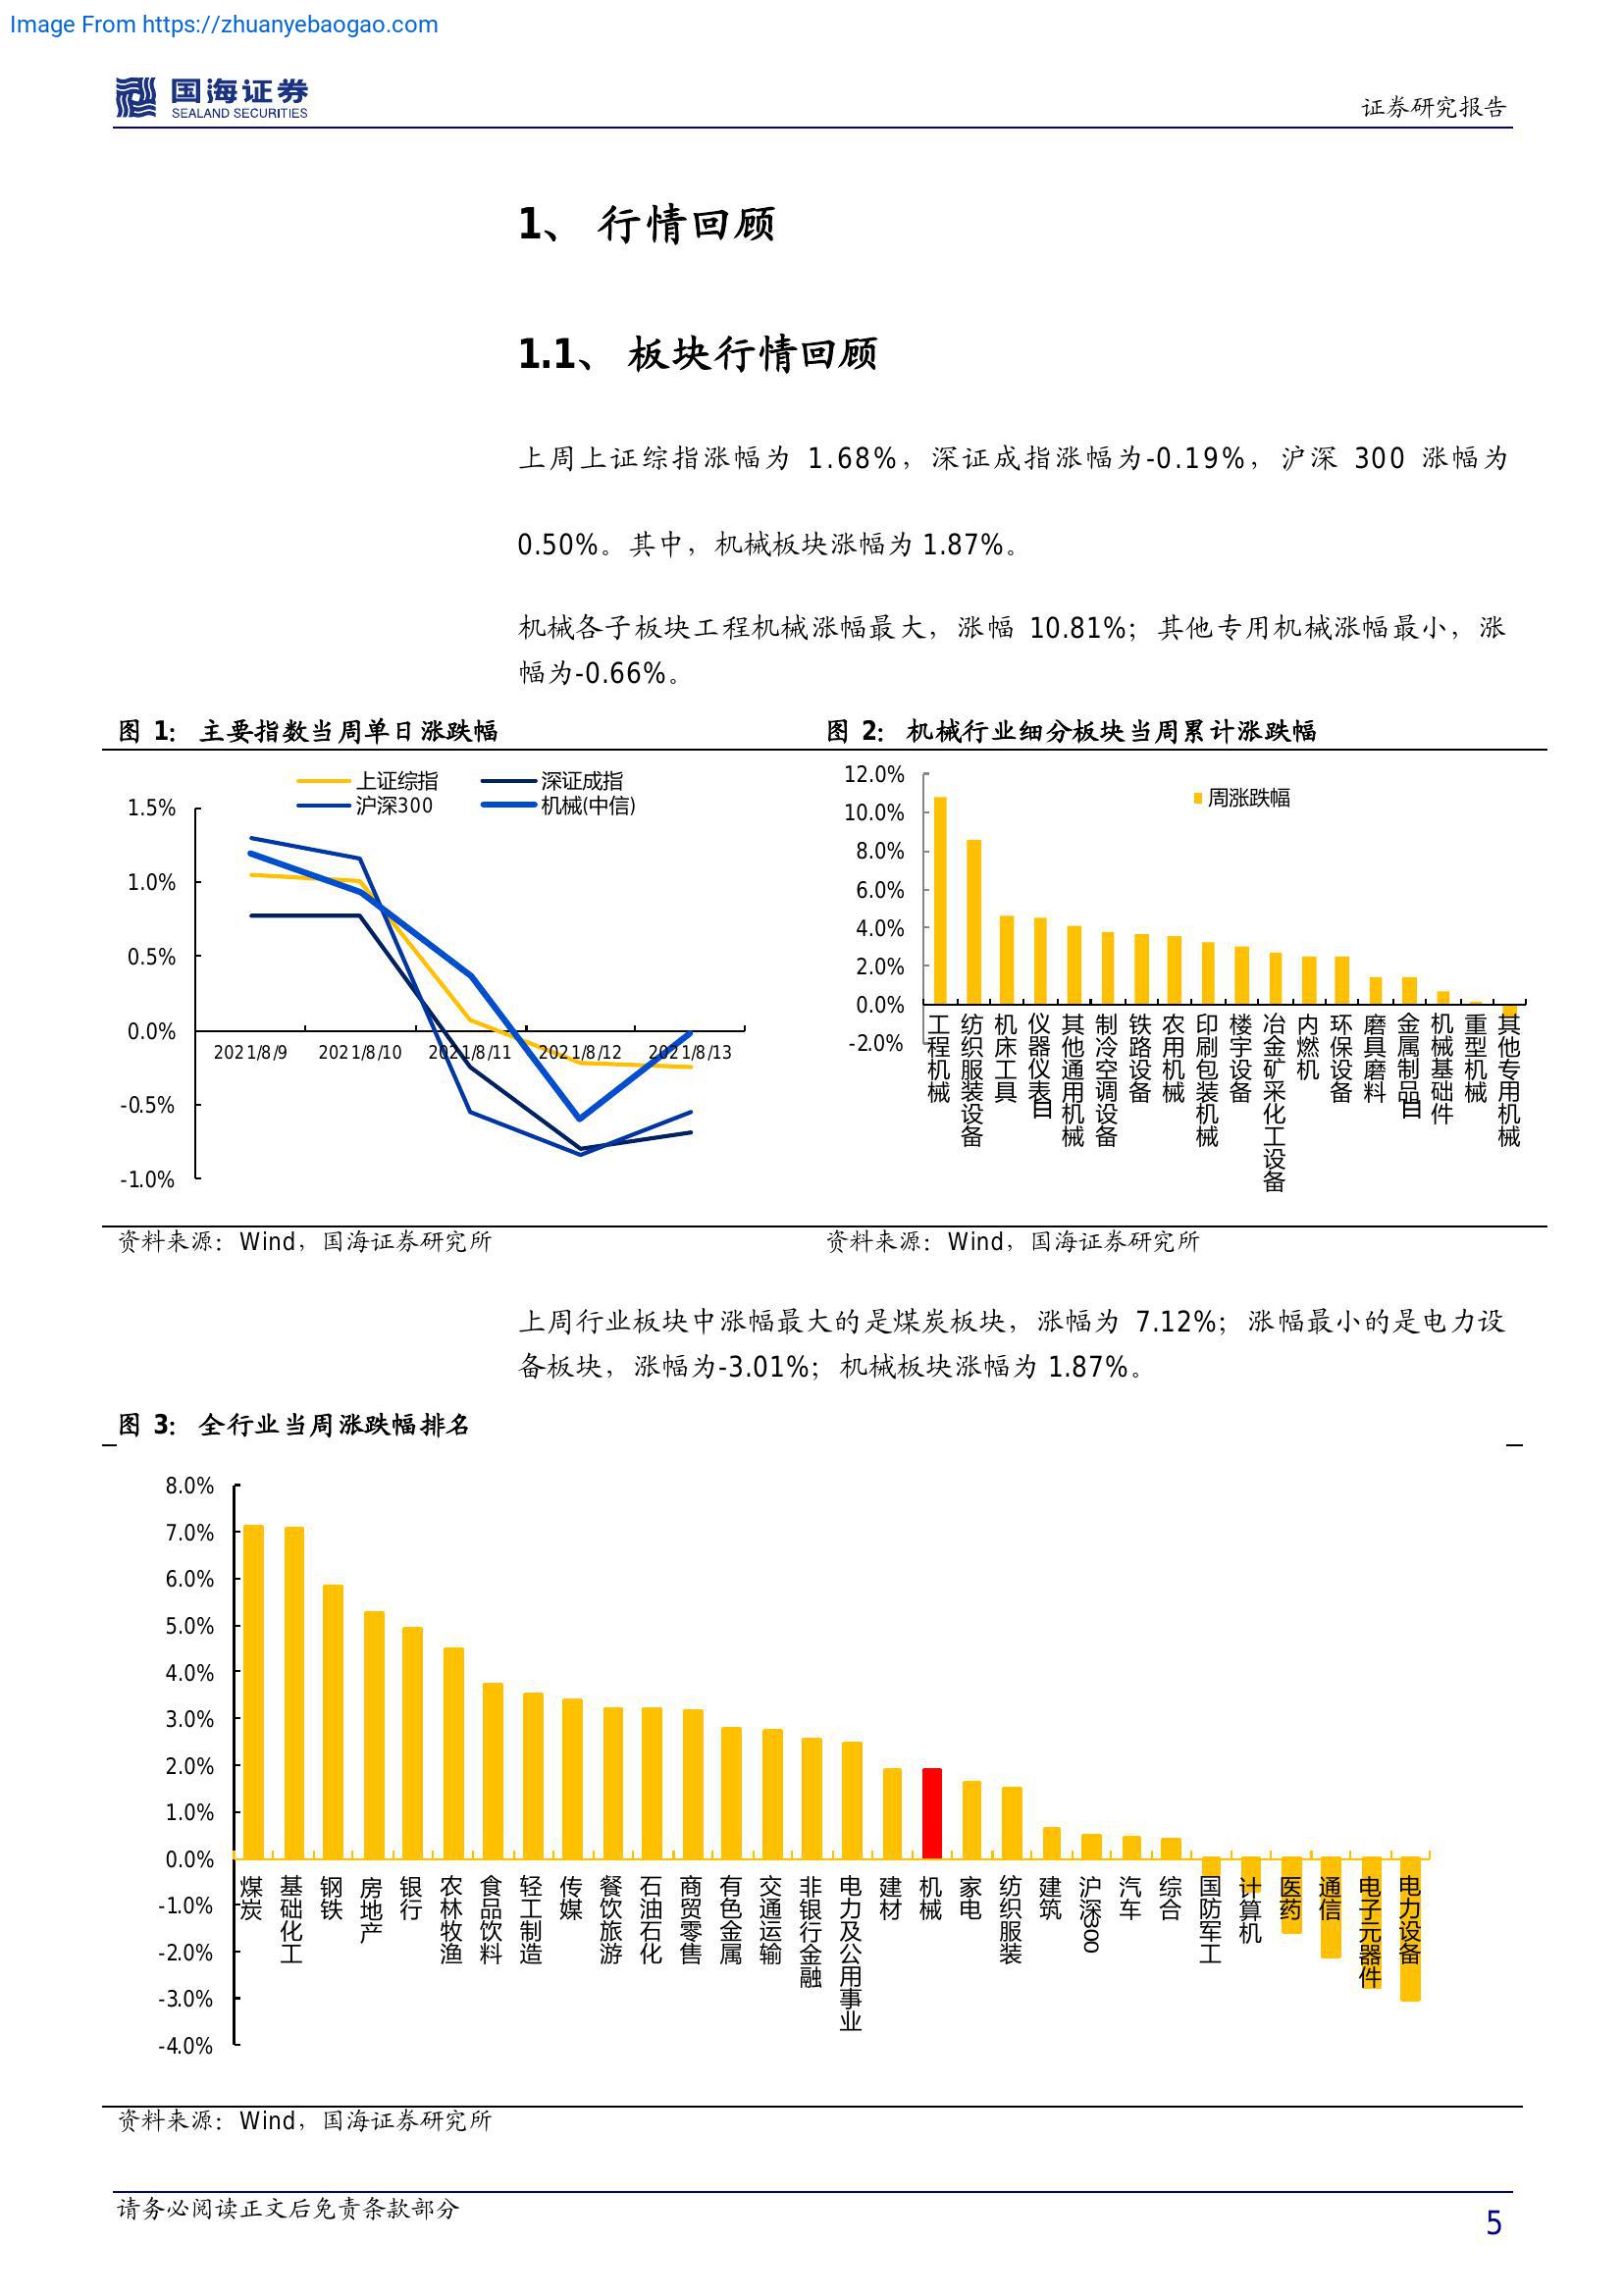 Image From https://zhuanyebaogao.com
国海证券
SEALAND SECURITIES
证券研究报告
1、 行情回顾
1.1、 板块行情回顾
上周上证综指涨幅为 1.68%，深证成指涨幅为-0.19%，沪深 300 涨幅为
0.50%。其中，机械板块涨幅为 1.87%。
机械各子板块工程机械涨幅最大，涨幅 10.81%；其他专用机械涨幅最小，涨
幅为-0.66%。
图 1： 主要指数当周单日涨跌幅
上证综指
深证成指
沪深300
机械(中信)
1.5%
1.0%
0.5%
0.0%
-0.5%
-1.0%
2021/8/9
2021/8/10
2021/8/11
2021/8/12
2021/8/13
资料来源：Wind，国海证券研究所
图 2： 机械行业细分板块当周累计涨跌幅
周涨跌幅
12.0%
10.0%
8.0%
6.0%
4.0%
2.0%
0.0%
-2.0%
工程机械
纺织服装设备
机床工具
仪器仪表Ⅲ
其他通用机械
制冷空调设备
铁路设备
农用机械
印刷包装机械
楼宇设备
冶金矿采化工设备
内燃机
环保设备
磨具磨料
金属制品Ⅲ
机械基础件
重型机械
其他专用机械
资料来源：Wind，国海证券研究所
上周行业板块中涨幅最大的是煤炭板块，涨幅为 7.12%；涨幅最小的是电力设
备板块，涨幅为-3.01%；机械板块涨幅为 1.87%。
图 3： 全行业当周涨跌幅排名
8.0%
7.0%
6.0%
5.0%
4.0%
3.0%
2.0%
1.0%
0.0%
-1.0%
-2.0%
-3.0%
-4.0%
煤炭
基础化工
钢铁
房地产
银行
农林牧渔
食品饮料
轻工制造
传媒
餐饮旅游
石油石化
商贸零售
有色金属
交通运输
非银行金融
电力及公用事业
建材
机械
家电
纺织服装
建筑
沪深300
汽车
综合
国防军工
计算机
医药
通信
电子元器件
电力设备
资料来源：Wind，国海证券研究所
请务必阅读正文后免责条款部分
5